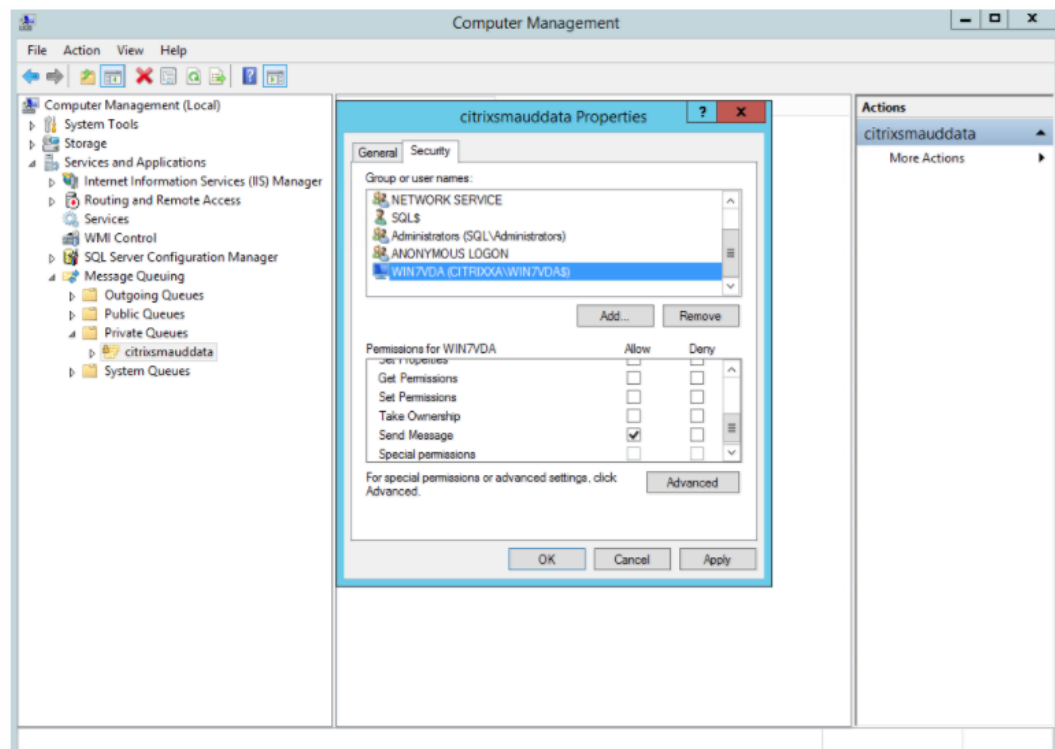 Computer Management
File Action View Help
Computer Management (Local)
System Tools
Storage
Services and Applications
Internet Information Services (IIS) Manager
Routing and Remote Access
Services
WMI Control
SQL Server Configuration Manager
Message Queuing
Outgoing Queues
Public Queues
Private Queues
citrixsmauddata
System Queues
citrixsmauddata Properties
? x
General Security
Group or user names:
NETWORK SERVICE
SQL$
Administrators (SQL\Administrators)
ANONYMOUS LOGON
WIN7VDA (CITRIXXA\WIN7VDA$)
Add... Remove
Permissions for WIN7VDA Allow Deny
Set Properties
Get Permissions
Set Permissions
Take Ownership
Send Message
Special permissions
For special permissions or advanced settings, click
Advanced.
Advanced
OK Cancel Apply
Actions
citrixsmauddata
More Actions